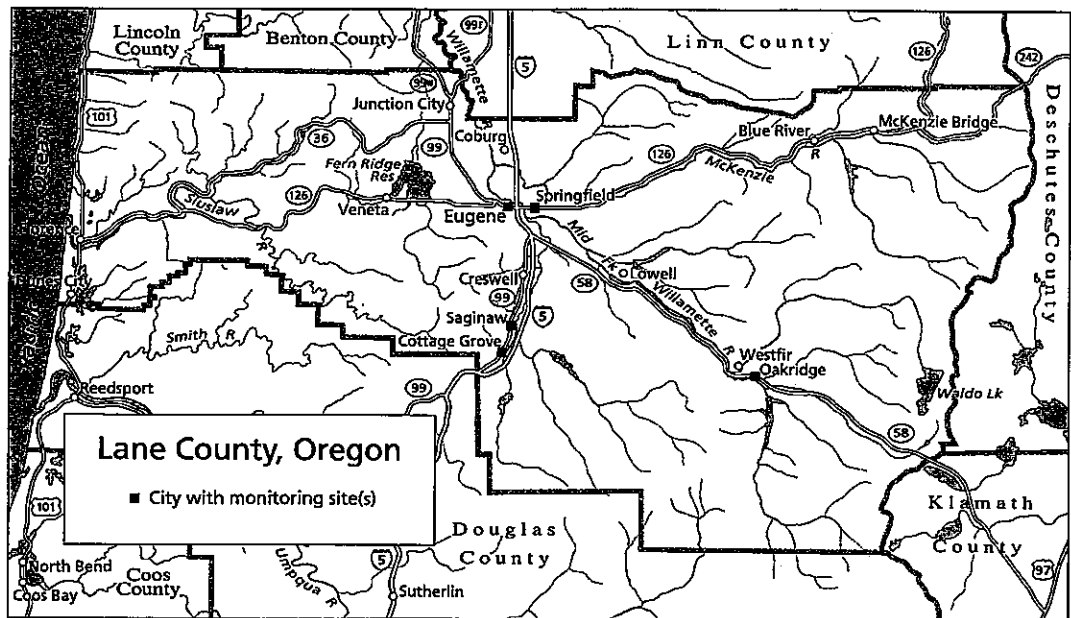 Lincoln
County
Benton County
99E
Willamette
R
5
Linn County
126
242
101
Junction City
Coburg
99
36
Fern Ridge
Res
Blue River
McKenzie Bridge
R
126
McKenzie
Deschutes County
Ocean
Siuslaw
R
126
Veneta
Eugene
Springfield
Mid
Fk
Willamette
R
Lowell
58
Creswell
99
5
Saginaw
Cottage Grove
Smith R
Westfir
Oakridge
Waldo Lk
Reedsport
99
58
Lane County, Oregon
City with monitoring site(s)
101
Douglas
County
Klamath
County
97
North Bend
Coos Bay
Coos
County
Umpqua R
5
Sutherlin